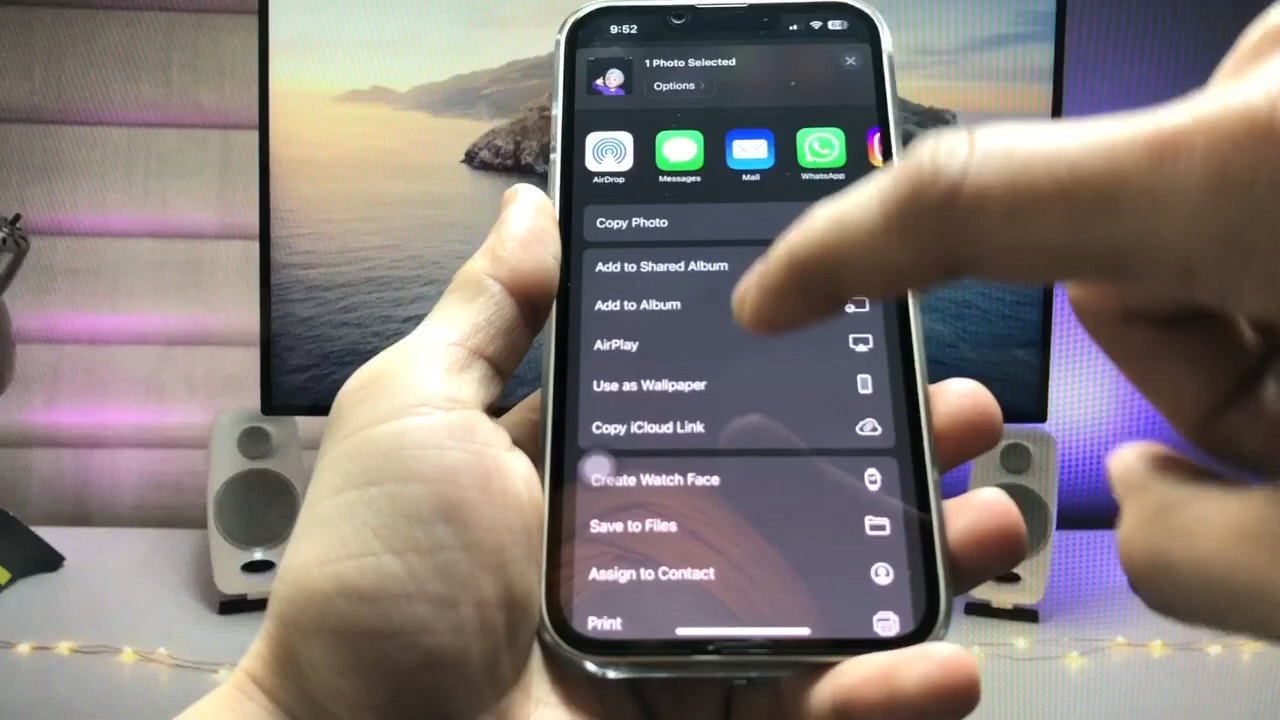 9:52
68
1 Photo Selected
Options
AirDrop
Messages
Mail
WhatsApp
Copy Photo
Add to Shared Album
Add to Album
AirPlay
Use as Wallpaper
Copy iCloud Link
Create Watch Face
Save to Files
Assign to Contact
Print